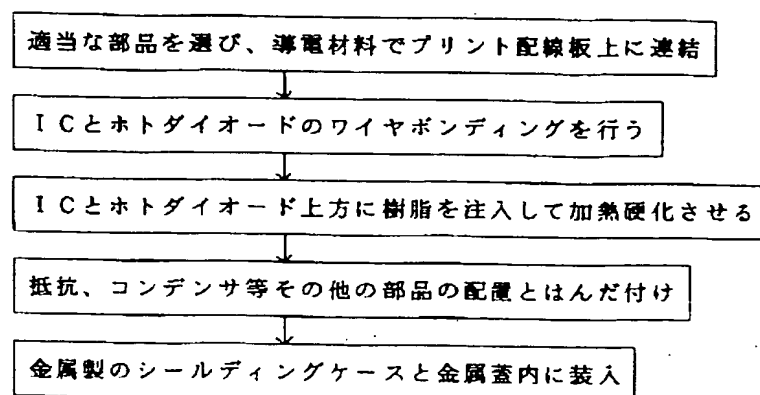 適当な部品を選び、導電材料でプリント配線板上に連結
ＩＣとホトダイオードのワイヤボンディングを行う
ＩＣとホトダイオード上方に樹脂を注入して加熱硬化させる
抵抗、コンデンサ等その他の部品の配置とはんだ付け
金属製のシールディングケースと金属蓋内に装入